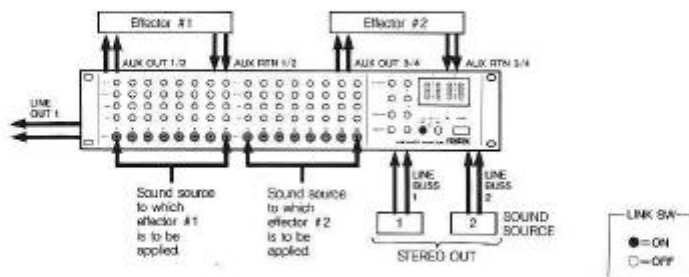 Effector #1
Effector #2
AUX OUT 1/2
AUX RTN 1/2
AUX OUT 3/4
AUX RTN 3/4
LINE
OUT 1
Sound source
to which
effector #1
is to be
applied
Sound source
to which
effector #2
is to be
applied.
LINE
BUSS
1
LINE
BUSS
2
1
2
SOUND
SOURCE
STEREO OUT
LINK SW
=ON
=OFF